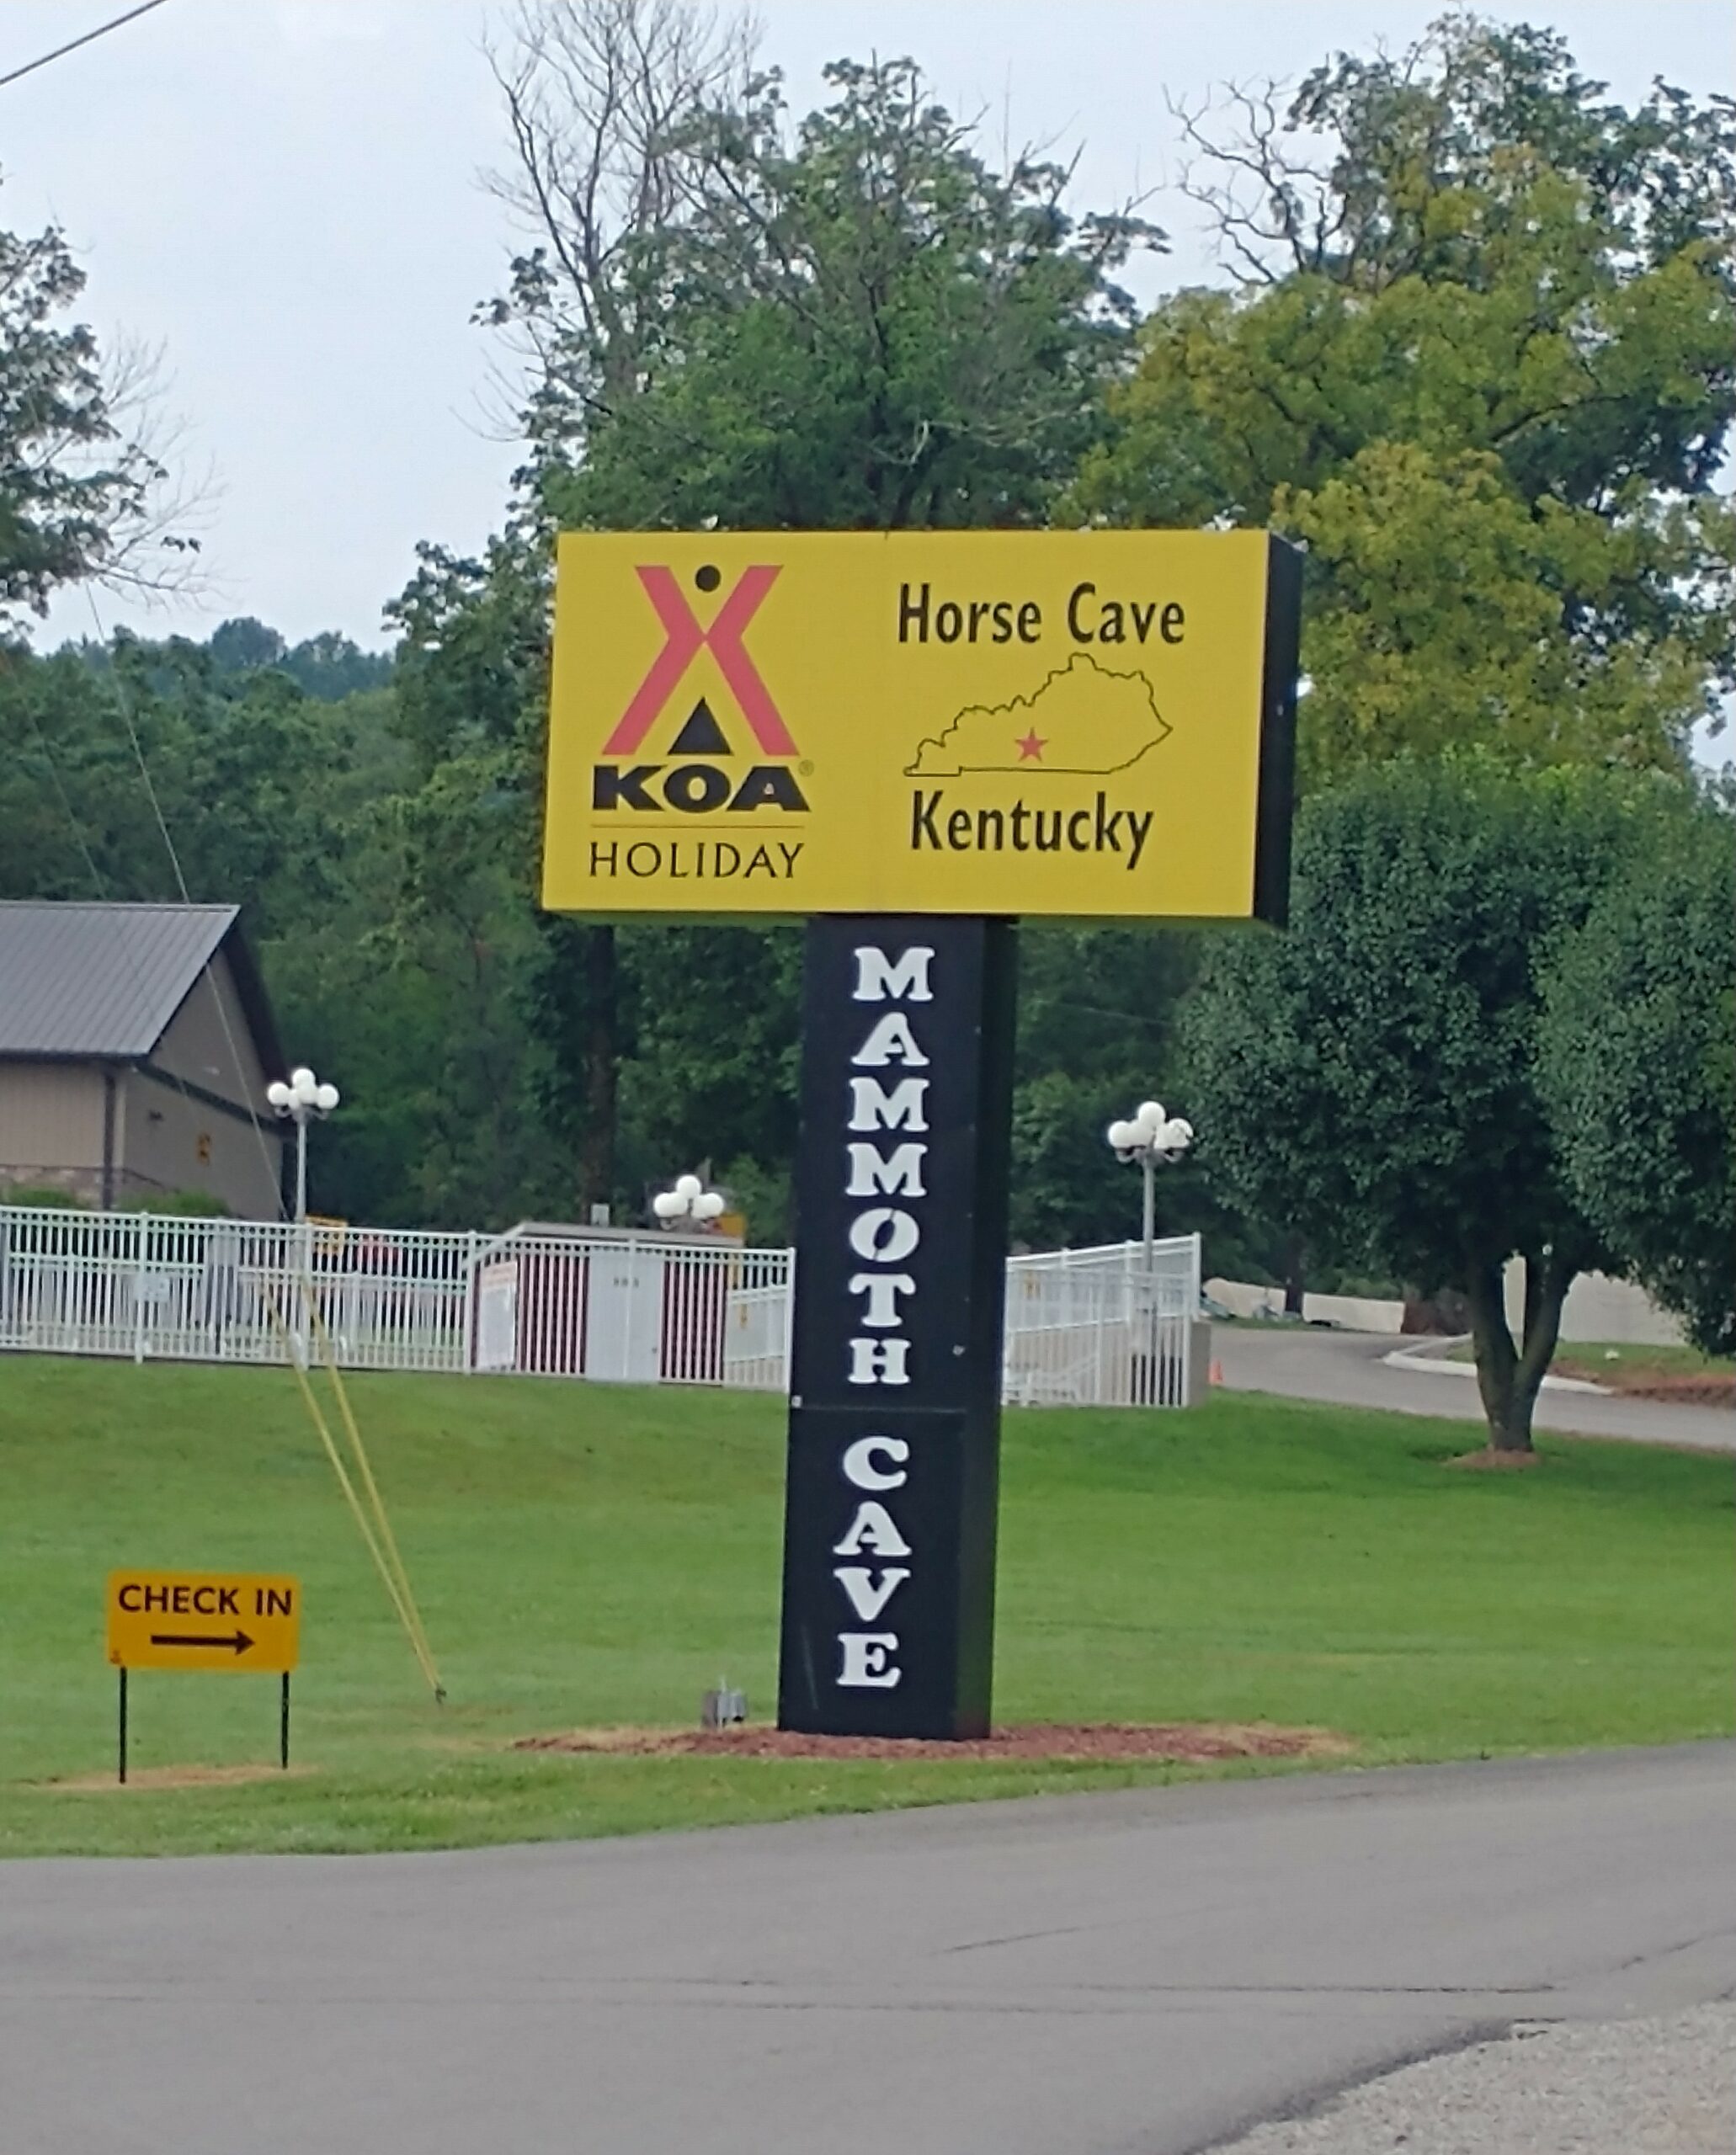 KOA®
HOLIDAY
Horse Cave
Kentucky
MAMMOTH
CAVE
CHECK IN